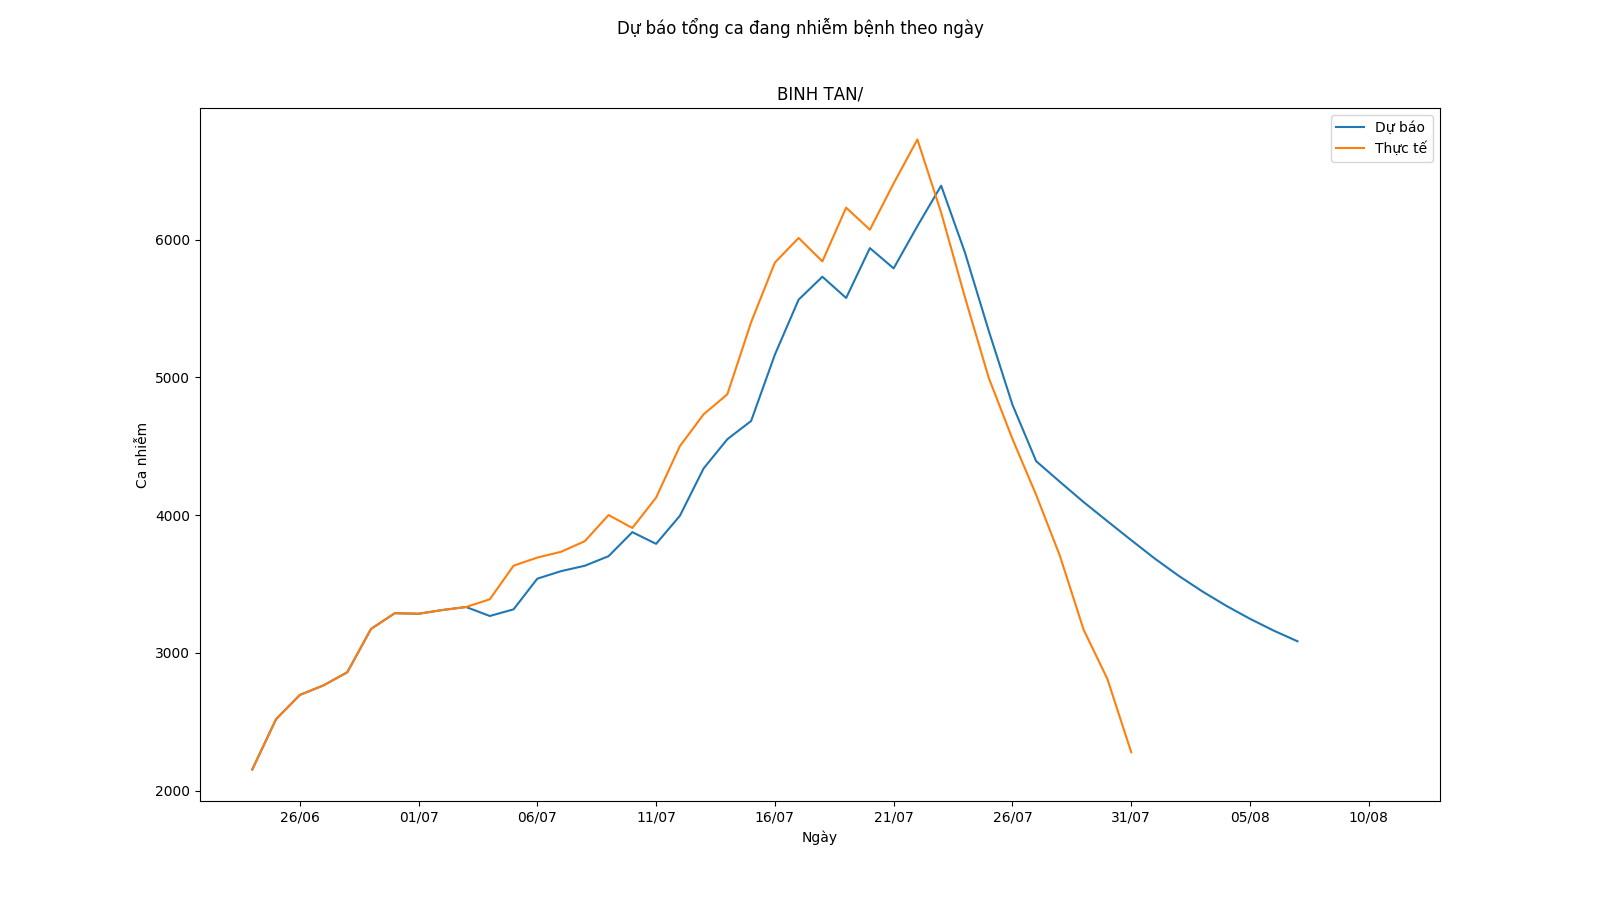 Dự báo tổng ca đang nhiễm bệnh theo ngày
BINH TAN/
Dự báo
Thực tế
Ca nhiễm
6000
5000
4000
3000
2000
26/06 01/07 06/07 11/07 16/07 21/07 26/07 31/07 05/08 10/08
Ngày